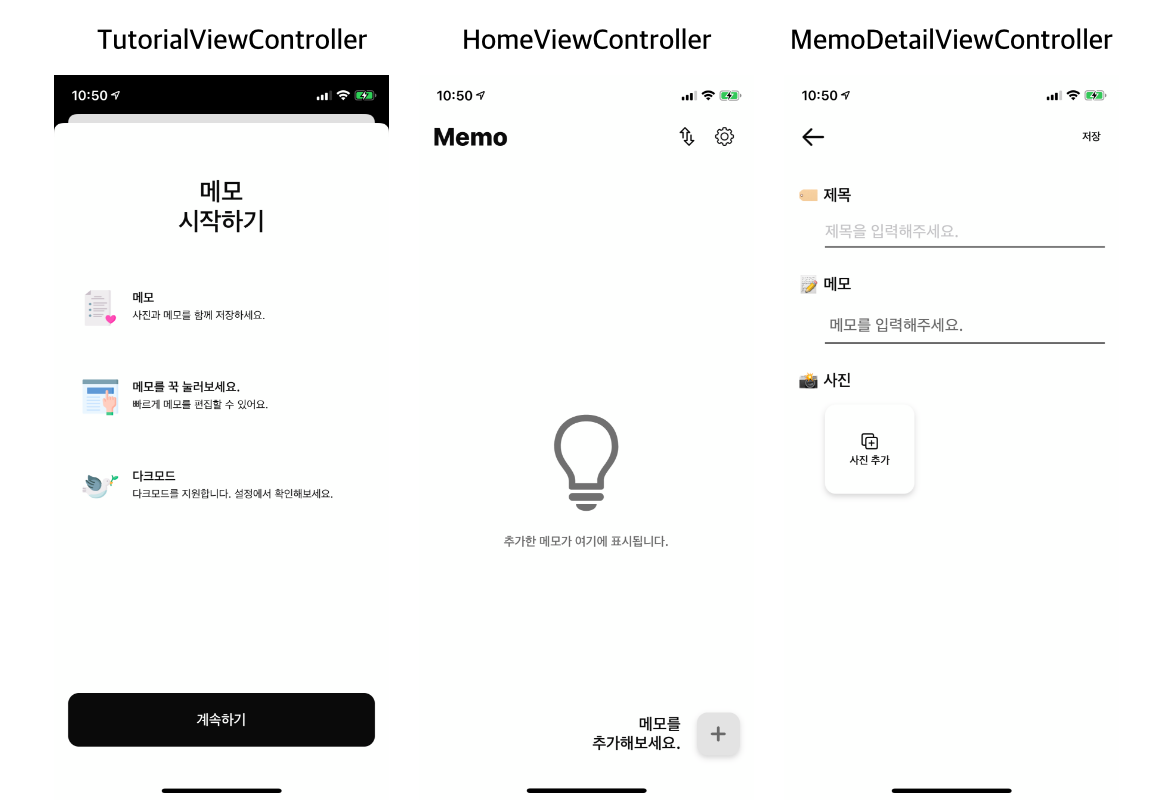 TutorialViewController
HomeViewController
MemoDetailViewController
10:50
메모
시작하기
메모
사진과 메모를 함께 저장하세요.
메모를 꾹 눌러보세요.
빠르게 메모를 편집할 수 있어요.
다크모드
다크모드를 지원합니다. 설정에서 확인해보세요.
계속하기
10:50
Memo
추가한 메모가 여기에 표시됩니다.
메모를
추가해보세요.
10:50
저장
제목
제목을 입력해주세요.
메모
메모를 입력해주세요.
사진
사진 추가